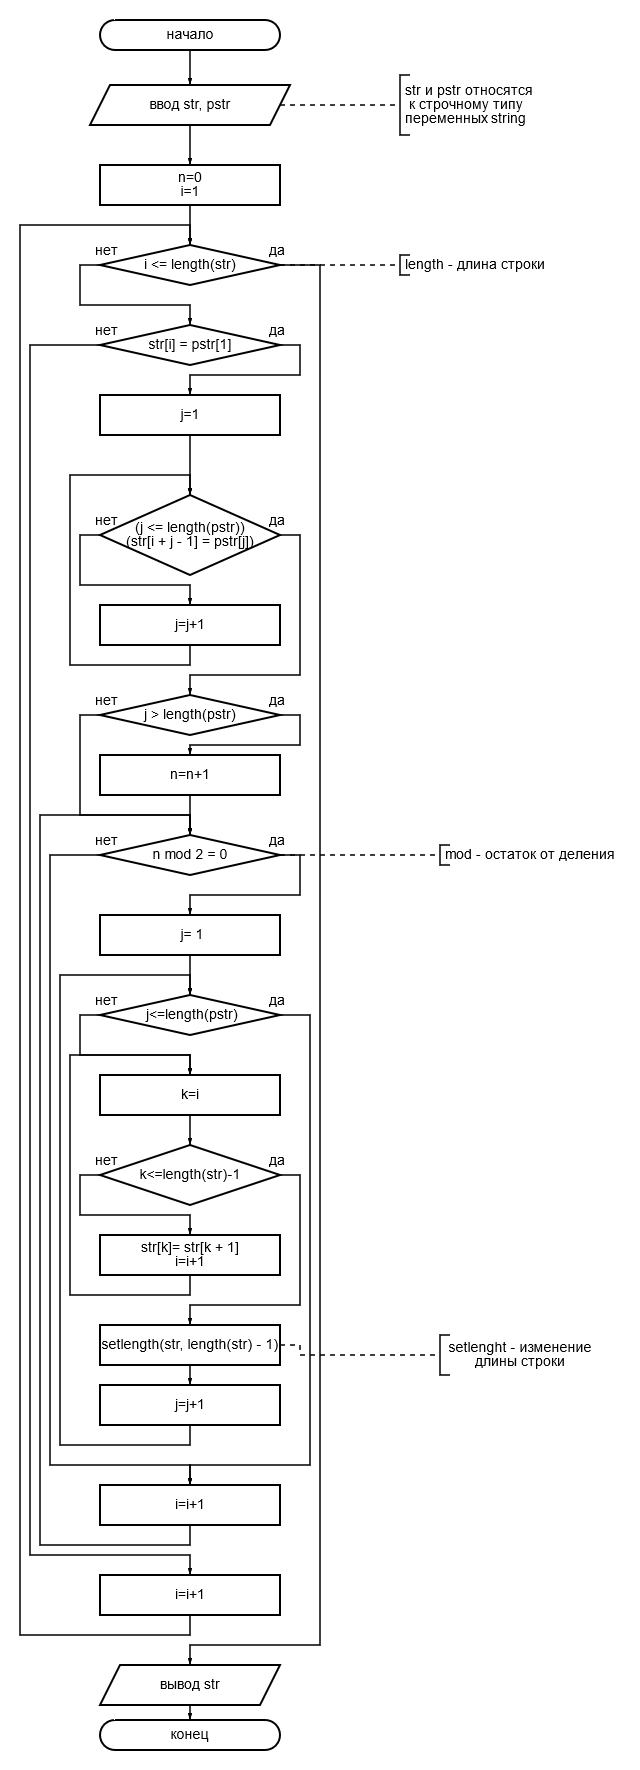 начало
ввод str, pstr
str и pstr относятся
к строчному типу
переменных string
n=0
i=1
нет
да
i <= length(str)
length - длина строки
нет
да
str[i] = pstr[1]
j=1
нет
да
(j <= length(pstr))
(str[i + j - 1] = pstr[j])
j=j+1
нет
да
j > length(pstr)
n=n+1
нет
да
n mod 2 = 0
mod - остаток от деления
j= 1
нет
да
j<=length(pstr)
k=i
нет
да
k<=length(str)-1
str[k]= str[k + 1]
i=i+1
setlength(str, length(str) - 1)
setlenght - изменение
длины строки
j=j+1
i=i+1
i=i+1
вывод str
конец